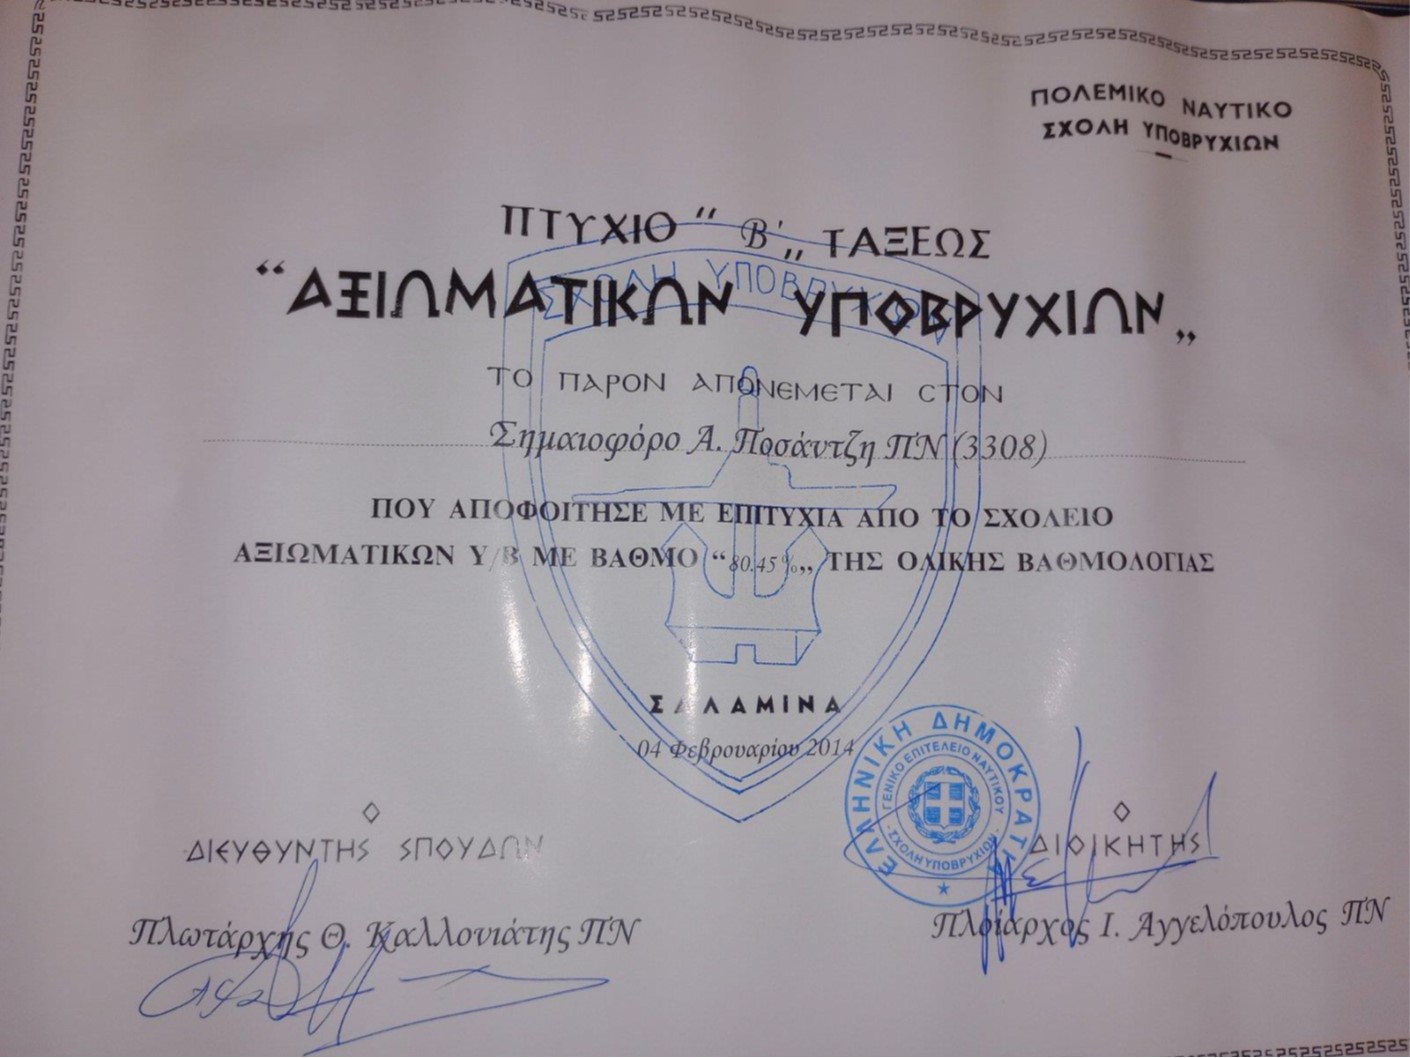 ΠΟΛΕΜΙΚΟ ΝΑΥΤΙΚΟ
ΣΧΟΛΗ ΥΠΟΒΡΥΧΙΩΝ
ΠΤΥΧΙΟ “ Β΄„ ΤΑΞΕΩΣ
“ΑΞΙΩΜΑΤΙΚΩΝ ΥΠΟΒΡΥΧΙΩΝ„
ΣΧΟΛΗ ΥΠΟΒΡΥΧΙΩΝ
ΤΟ ΠΑΡΟΝ ΑΠΟΝΕΜΕΤΑΙ СΤΟΝ
Σημαιοφόρο Α. Ποσάντζη ΠΝ (3308)
ΠΟΥ ΑΠΟΦΟΙΤΗΣΕ ΜΕ ΕΠΙΤΥΧΙΑ ΑΠΟ ΤΟ ΣΧΟΛΕΙΟ
ΑΞΙΩΜΑΤΙΚΩΝ Υ/Β ΜΕ ΒΑΘΜΟ “80.45%„ ΤΗΣ ΟΛΙΚΗΣ ΒΑΘΜΟΛΟΓΙΑΣ
ΣΑΛΑΜΙΝΑ
04 Φεβρουαρίου 2014
ΕΛΛΗΝΙΚΗ ΔΗΜΟΚΡΑΤΙΑ
ΓΕΝΙΚΟ ΕΠΙΤΕΛΕΙΟ ΝΑΥΤΙΚΟΥ
- ΣΧΟΛΗ ΥΠΟΒΡΥΧΙΩΝ -
Ο
ΔΙΕΥΘΥΝΤΗΣ ΣΠΟΥΔΩΝ
Πλωτάρχης Θ. Καλλονιάτης ΠΝ
Ο
ΔΙΟΙΚΗΤΗΣ
Πλοίαρχος Ι. Αγγελόπουλος ΠΝ